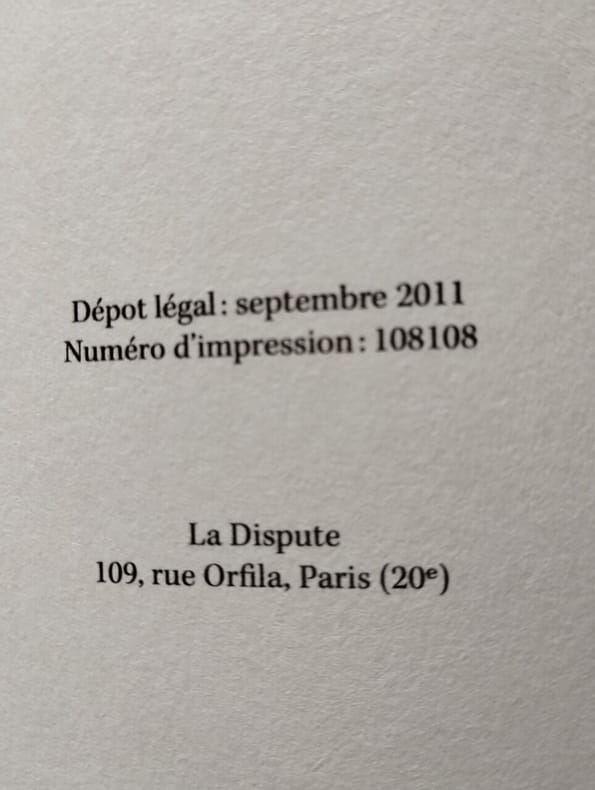 Dépot légal : septembre 2011
Numéro d'impression : 108108
La Dispute
109, rue Orfila, Paris (20ᵉ)